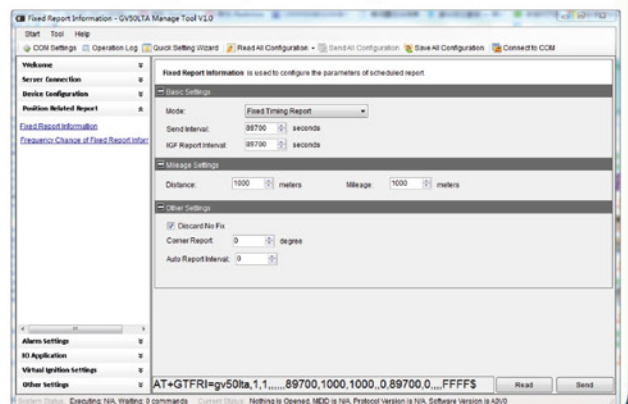 Fixed Report Information - GV50LTA Manage Tool V1.0
Start Tool Help
COM Settings Operation Log Quick Setting Wizard Read All Configuration Send All Configuration Save All Configuration Connect to COM
Welcome
Server Connection
Device Configuration
Position Related Report
Fixed Report Information
Frequency Change of Fixed Report Infor
Alarm Settings
IO Application
Virtual Ignition Settings
Other Settings
Fixed Report Information is used to configure the parameters of scheduled report.
Basic Settings
Mode: Fixed Timing Report
Send Interval: 89700 seconds
IGF Report Interval: 89700 seconds
Mileage Settings
Distance: 1000 meters Mileage: 1000 meters
Other Settings
Discard No Fix
Corner Report: 0 degree
Auto Report Interval: 0
AT+GTFRI=gv50lta,1,1,,,,,,89700,1000,1000,,0,89700,0,,,,FFFF$ Read Send
System Status: Executing: N/A, Waiting: 0 commands Current Status: Nothing is Opened. MEID is N/A, Protocol Version is N/A, Software Version is A0V0